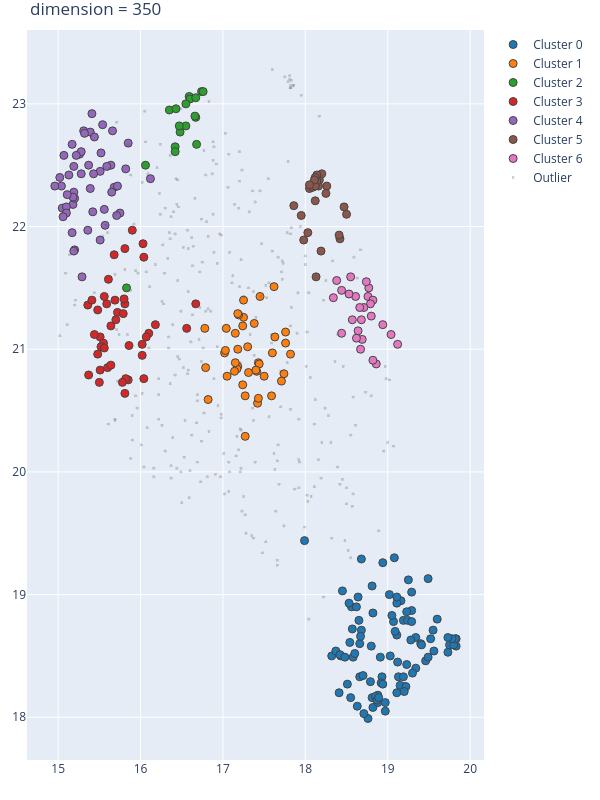 dimension = 350
Cluster 0
Cluster 1
Cluster 2
Cluster 3
Cluster 4
Cluster 5
Cluster 6
Outlier
23
22
21
20
19
18
15 16 17 18 19 20